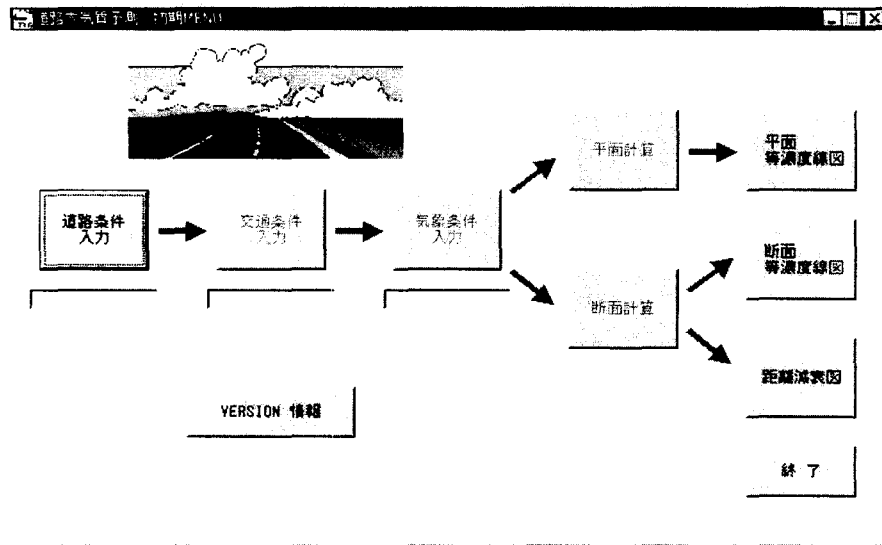 道路大気質予測 初期MENU
道路条件
入力
交通条件
入力
気象条件
入力
平面計算
平面
等濃度線図
断面計算
断面
等濃度線図
距離減衰図
VERSION 情報
終 了